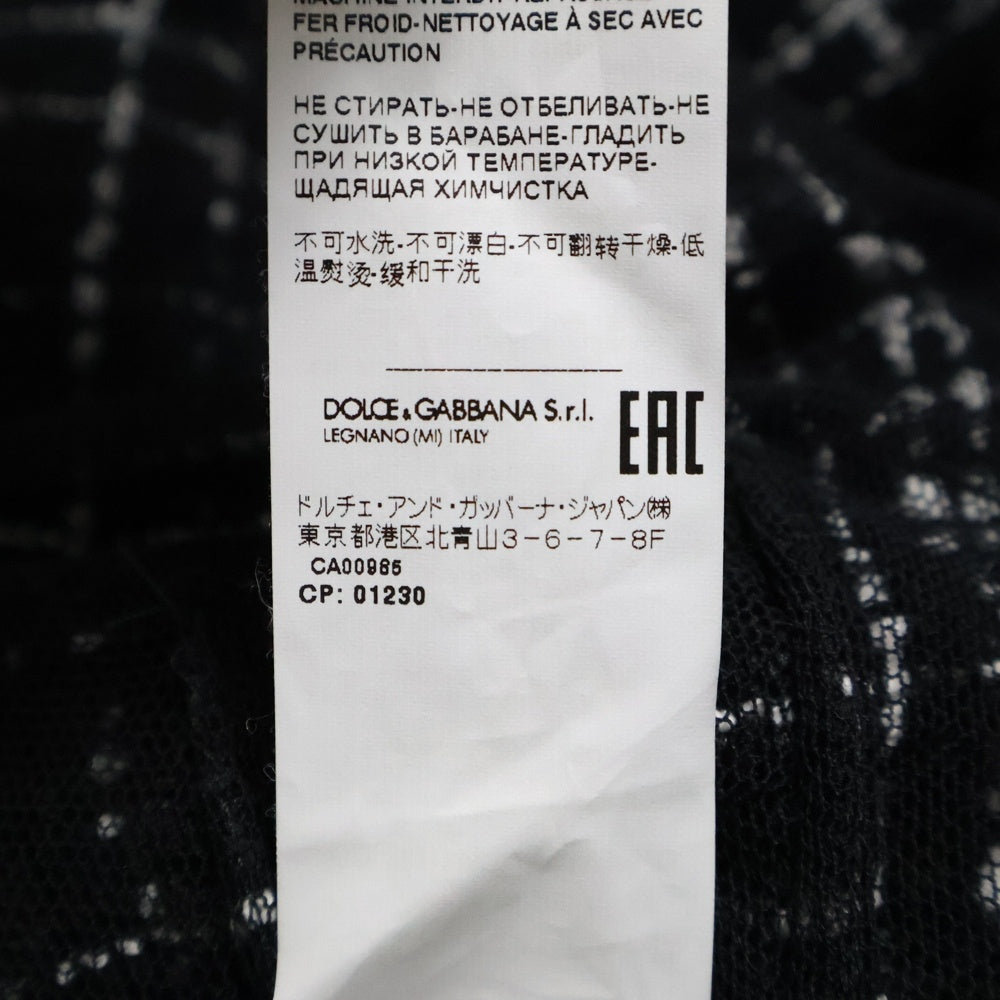 FER FROID-NETTOYAGE À SEC AVEC
PRÉCAUTION
НЕ СТИРАТЬ-НЕ ОТБЕЛИВАТЬ-НЕ
СУШИТЬ В БАРАБАНЕ-ГЛАДИТЬ
ПРИ НИЗКОЙ ТЕМПЕРАТУРЕ-
ЩАДЯЩАЯ ХИМЧИСТКА
不可水洗-不可漂白-不可翻转干燥-低
温熨烫-缓和干洗
DOLCE & GABBANA S.r.l.
LEGNANO (MI) ITALY
EAC
ドルチェ・アンド・ガッバーナ・ジャパン㈱
東京都港区北青山3-6-7-8F
CA00985
CP: 01230